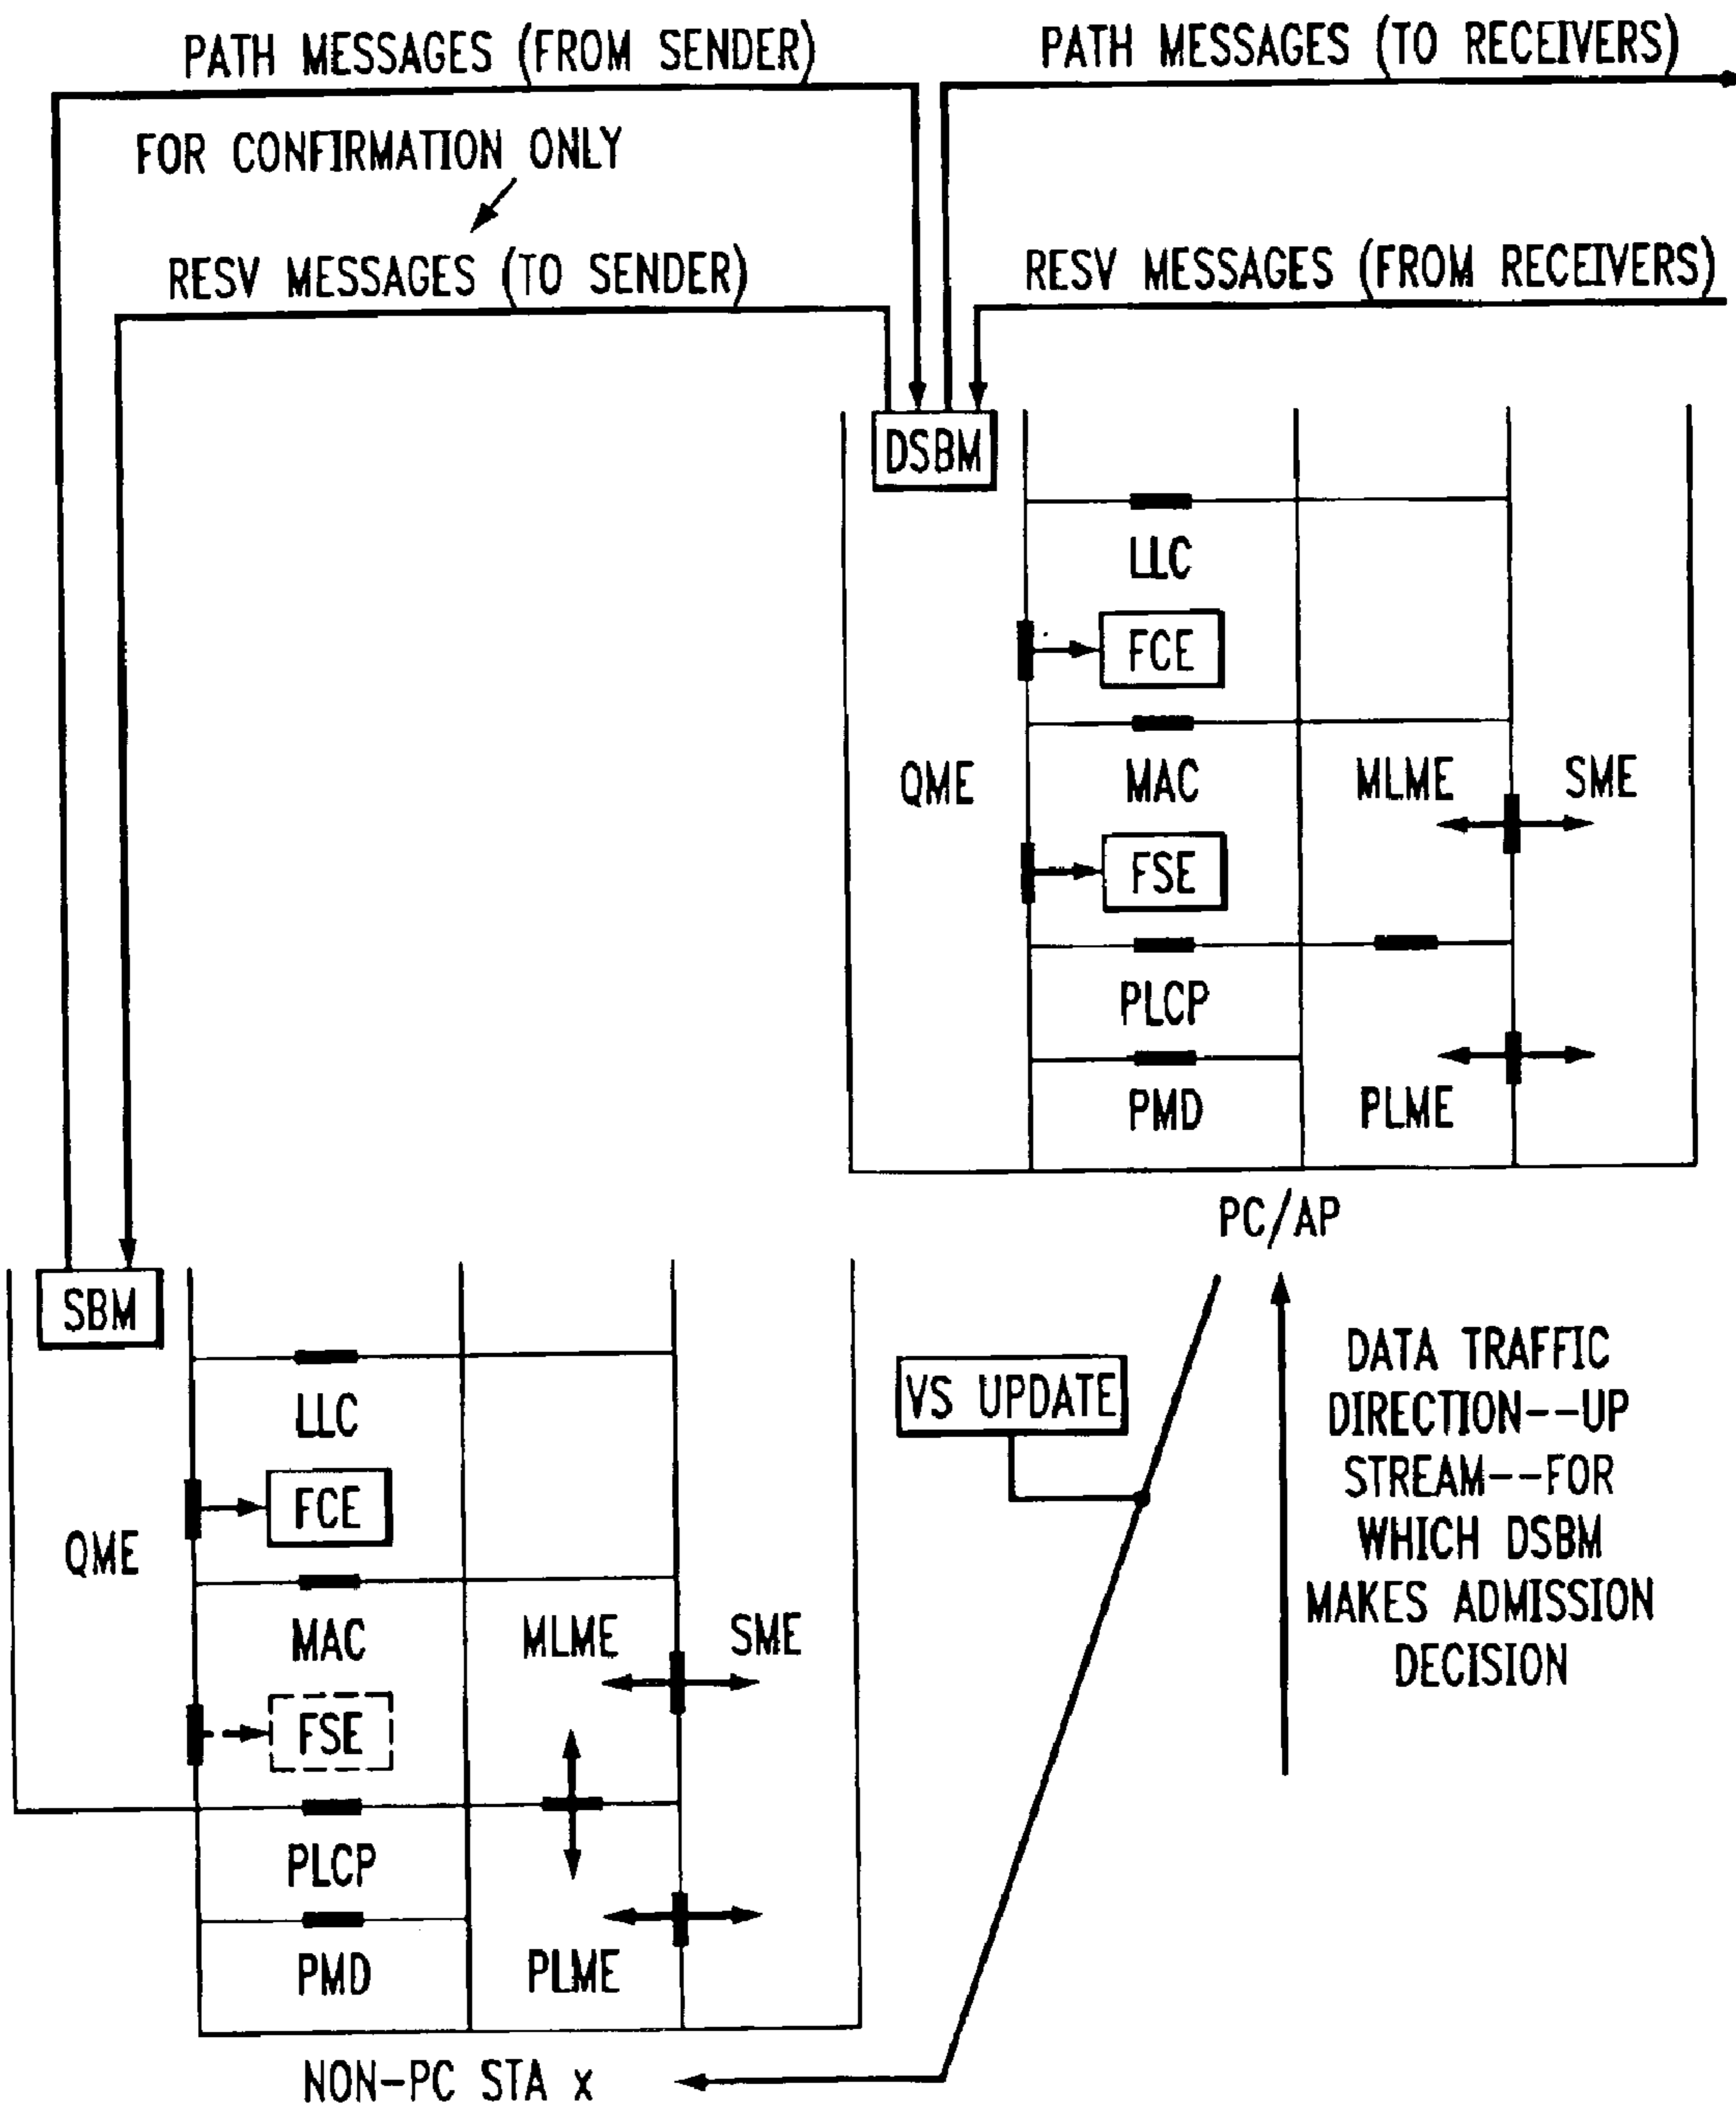 PATH MESSAGES (FROM SENDER)
PATH MESSAGES (TO RECEIVERS)
FOR CONFIRMATION ONLY
RESV MESSAGES (TO SENDER)
RESV MESSAGES (FROM RECEIVERS)
DSBM
LLC
FCE
QME
MAC
MLME
SME
FSE
PLCP
PMD
PLME
PC/AP
SBM
LLC
FCE
QME
MAC
MLME
SME
FSE
PLCP
PMD
PLME
NON-PC STA x
VS UPDATE
DATA TRAFFIC
DIRECTION--UP
STREAM--FOR
WHICH DSBM
MAKES ADMISSION
DECISION